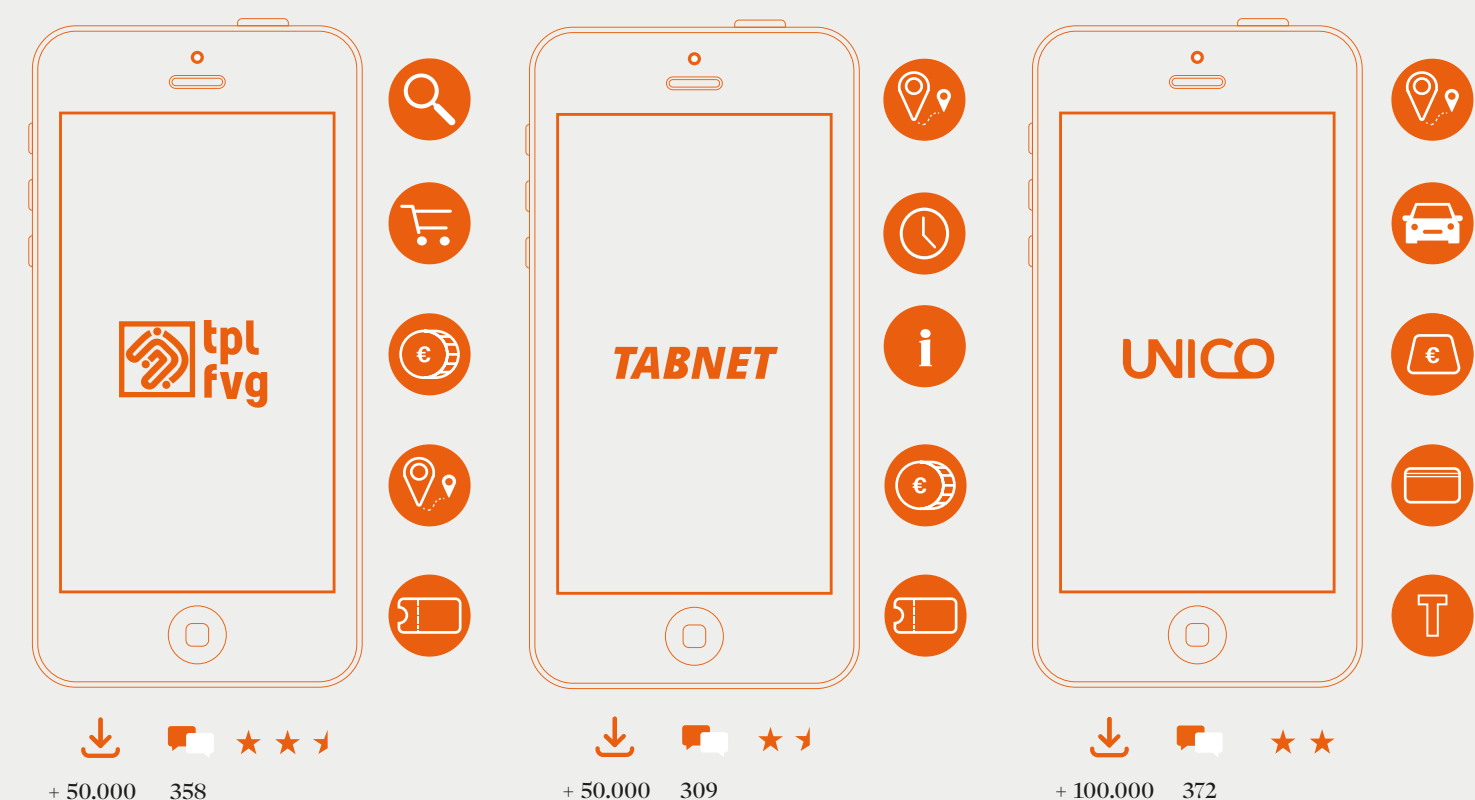 tpl
fvg
€
TABNET
i
€
UNICO
€
T
+ 50.000 358
+ 50.000 309
+ 100.000 372